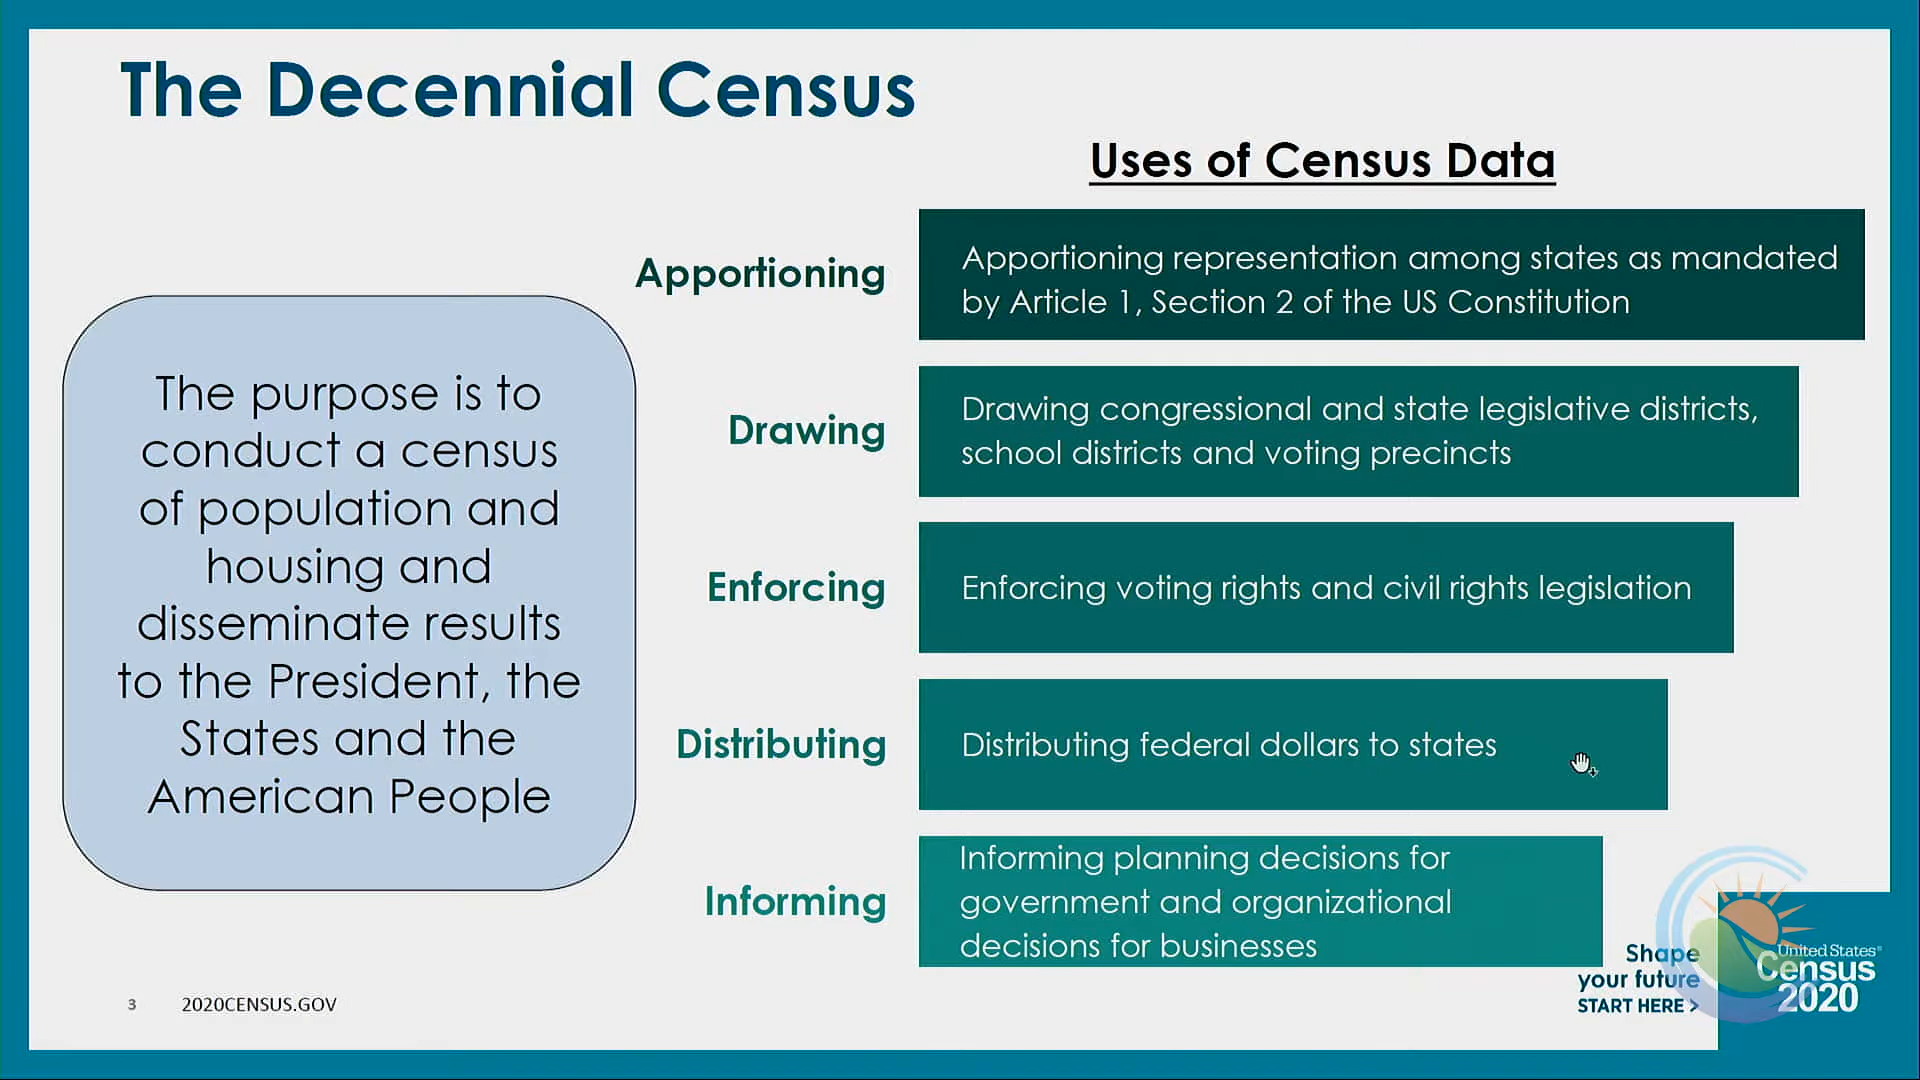 The Decennial Census
Uses of Census Data
The purpose is to
conduct a census
of population and
housing and
disseminate results
to the President, the
States and the
American People
Apportioning
Apportioning representation among states as mandated
by Article 1, Section 2 of the US Constitution
Drawing
Drawing congressional and state legislative districts,
school districts and voting precincts
Enforcing
Enforcing voting rights and civil rights legislation
Distributing
Distributing federal dollars to states
Informing
Informing planning decisions for
government and organizational
decisions for businesses
3
2020CENSUS.GOV
Shape
your future
START HERE >
United States®
Census
2020